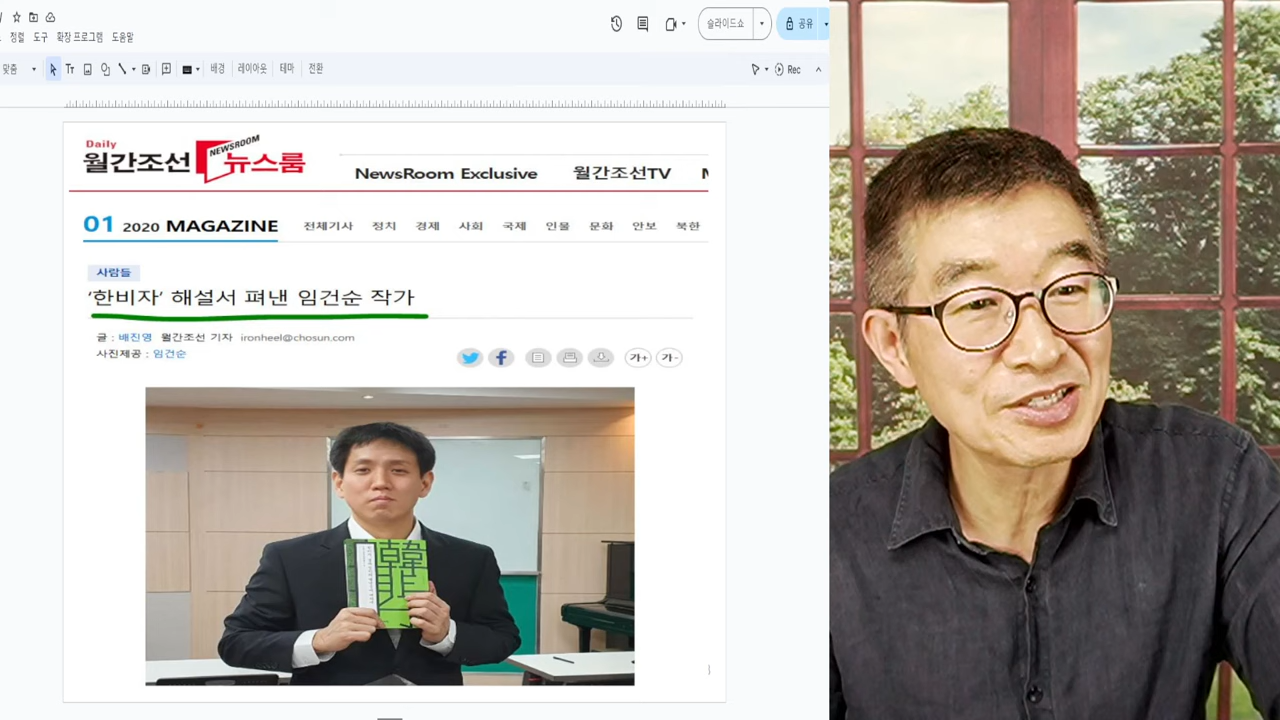 정렬 도구 확장 프로그램 도움말
슬라이드쇼
공유
맞춤
배경 레이아웃 테마 전환
Rec
Daily
월간조선 뉴스룸
NEWSROOM
NewsRoom Exclusive 월간조선TV
01 2020 MAGAZINE 전체기사 정치 경제 사회 국제 인물 문화 안보 북한
사람들
‘한비자’ 해설서 펴낸 임건순 작가
글 : 배진영 월간조선 기자 ironheel@chosun.com
사진제공 : 임건순
가+ 가-
韓非子